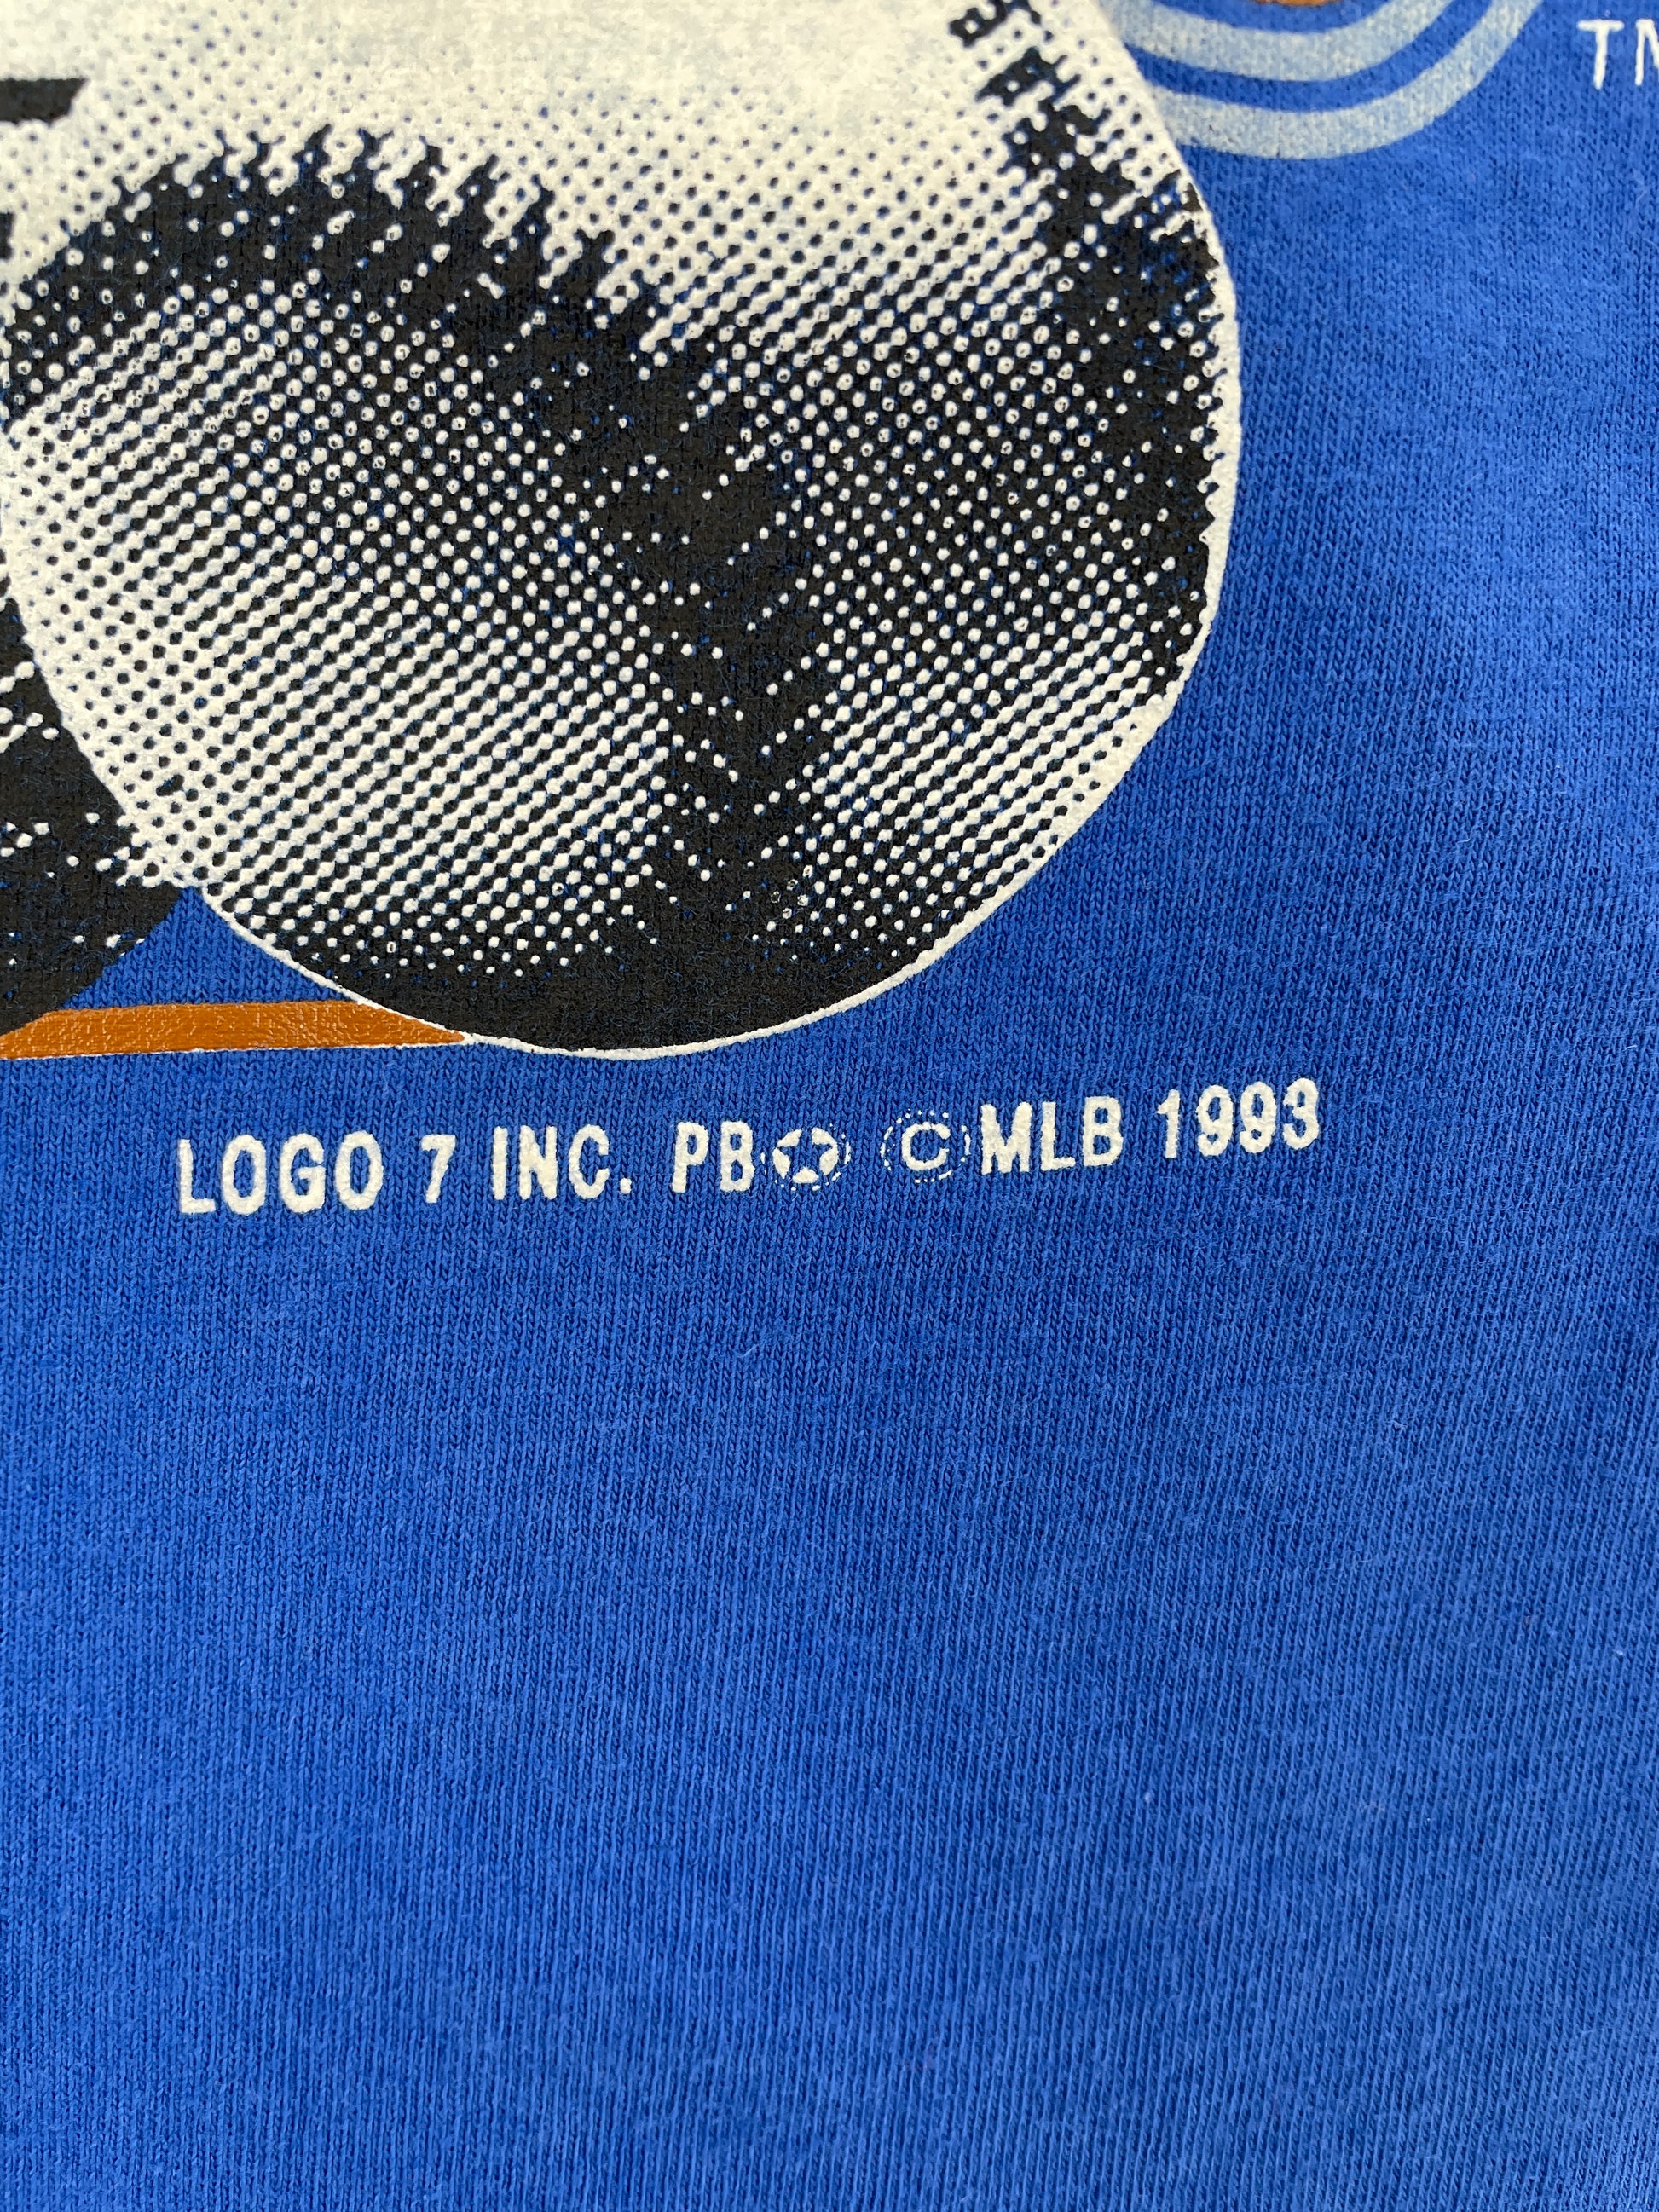 TM
LOGO 7 INC. PB ©MLB 1993